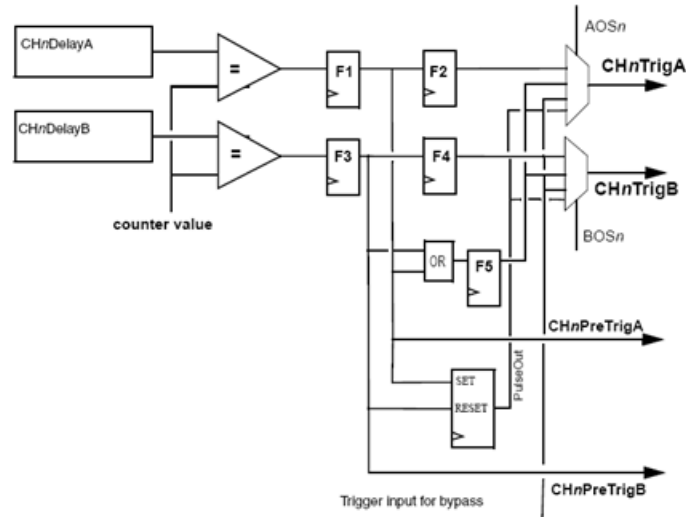 AOSn
CHnDelayA
=
F1
F2
CHnTrigA
CHnDelayB
=
F3
F4
CHnTrigB
counter value
BOSn
OR
F5
CHnPreTrigA
PulseOut
SET
RESET
CHnPreTrigB
Trigger input for bypass